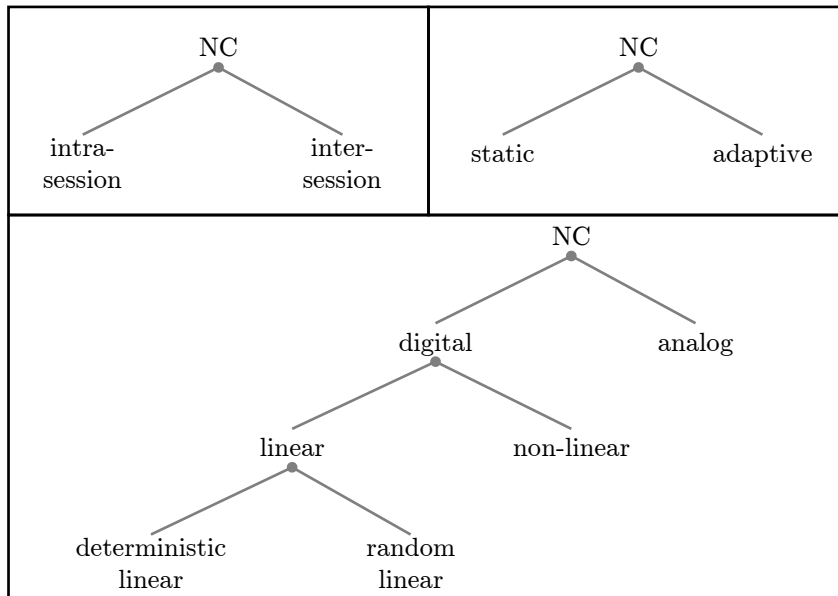 NC
intra-
session
inter-
session
NC
static
adaptive
NC
digital
analog
linear
non-linear
deterministic
linear
random
linear